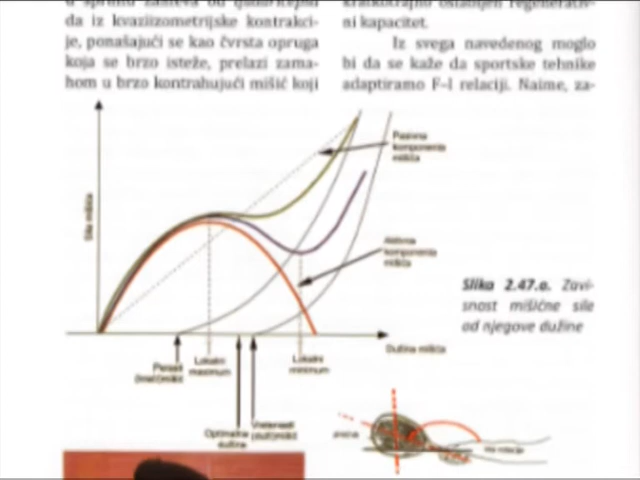 da iz kvaziizometrijske kontrakci-
je, ponašajući se kao čvrsta opruga
koja se brzo isteže, prelazi zama-
hom u brzo kontrahujući mišić koji
ni kapacitet.
Iz svega navedenog moglo
bi da se kaže da sportske tehnike
adaptiramo F–l relaciji. Naime, za-
Pasivna
komponenta
mišića
Sila mišića
Aktivna
komponenta
mišića
Slika 2.47.a. Zavi-
snost mišićne sile
od njegove dužine
Dužina mišića
Lokalni
maksimum
Lokalni
minimum
Optimalna
dužina